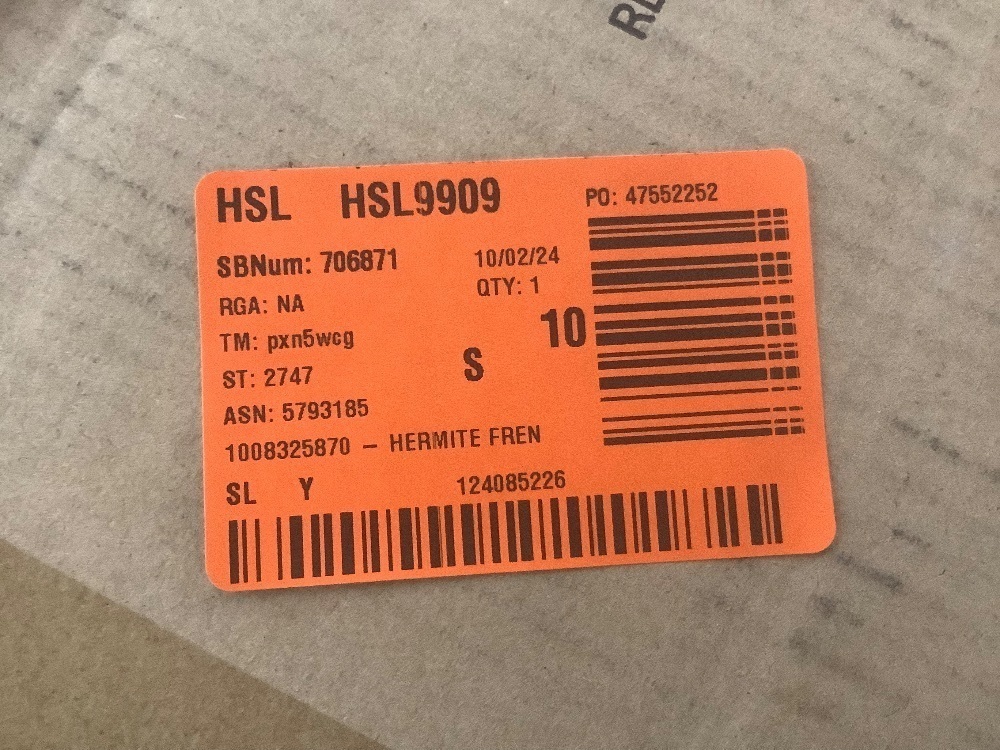 HSL HSL9909
PO: 47552252
SBNum: 706871
10/02/24
RGA: NA
QTY: 1
TM: pxn5wcg
10
S
ST: 2747
ASN: 5793185
1008325870 – HERMITE FREN
SL Y
124085226